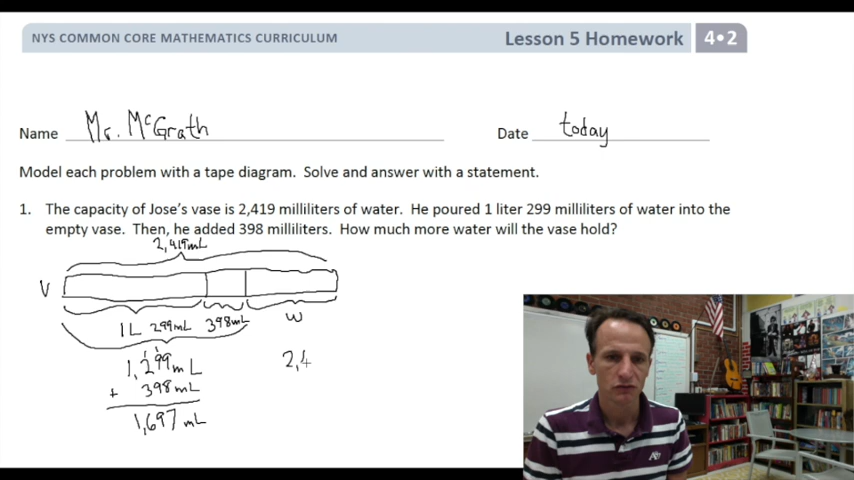 NYS COMMON CORE MATHEMATICS CURRICULUM Lesson 5 Homework 4•2
Name Mr. McGrath Date today
Model each problem with a tape diagram. Solve and answer with a statement.
1. The capacity of Jose's vase is 2,419 milliliters of water. He poured 1 liter 299 milliliters of water into the
empty vase. Then, he added 398 milliliters. How much more water will the vase hold?
2,419mL
V
1L 299mL 398mL W
1 1
1,299mL 2,4
+ 398mL
1,697mL